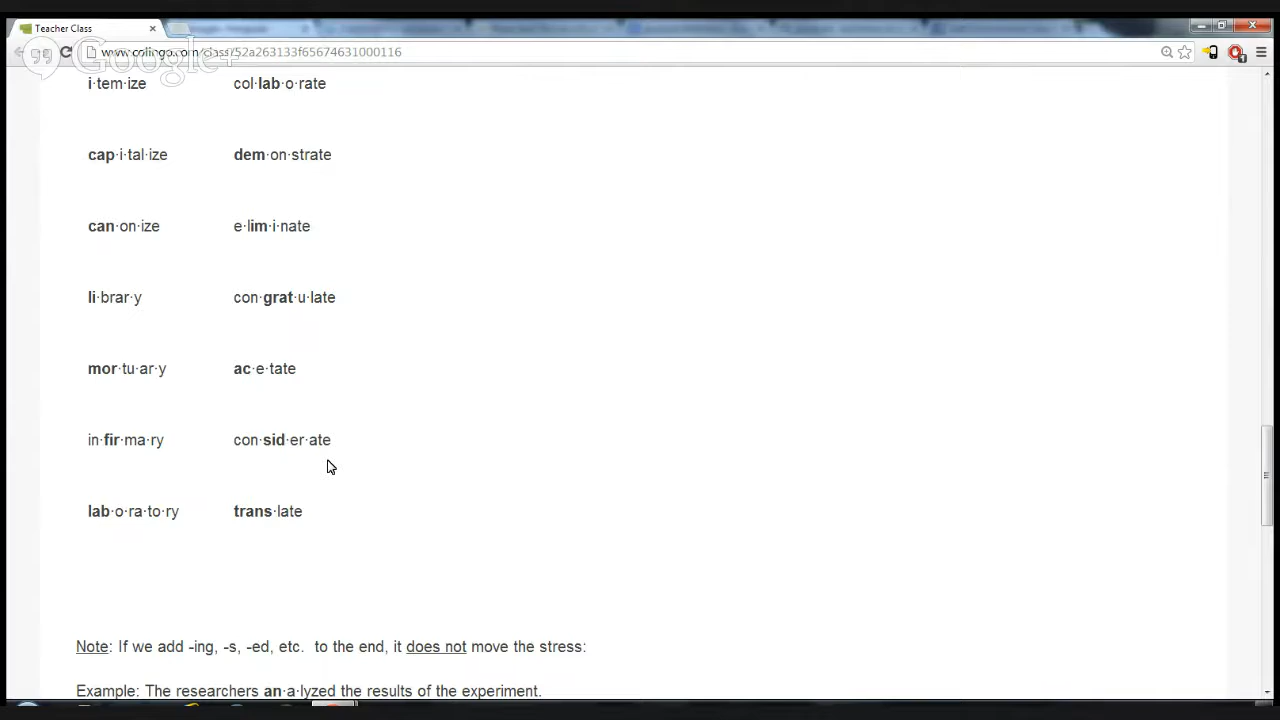 Teacher Class
www.colingo.com/class/52a263133f65674631000116
Google+
i·tem·ize col·lab·o·rate
cap·i·tal·ize dem·on·strate
can·on·ize e·lim·i·nate
li·brar·y con·grat·u·late
mor·tu·ar·y ac·e·tate
in·fir·ma·ry con·sid·er·ate
lab·o·ra·to·ry trans·late
Note: If we add -ing, -s, -ed, etc. to the end, it does not move the stress:
Example: The researchers an·a·lyzed the results of the experiment.